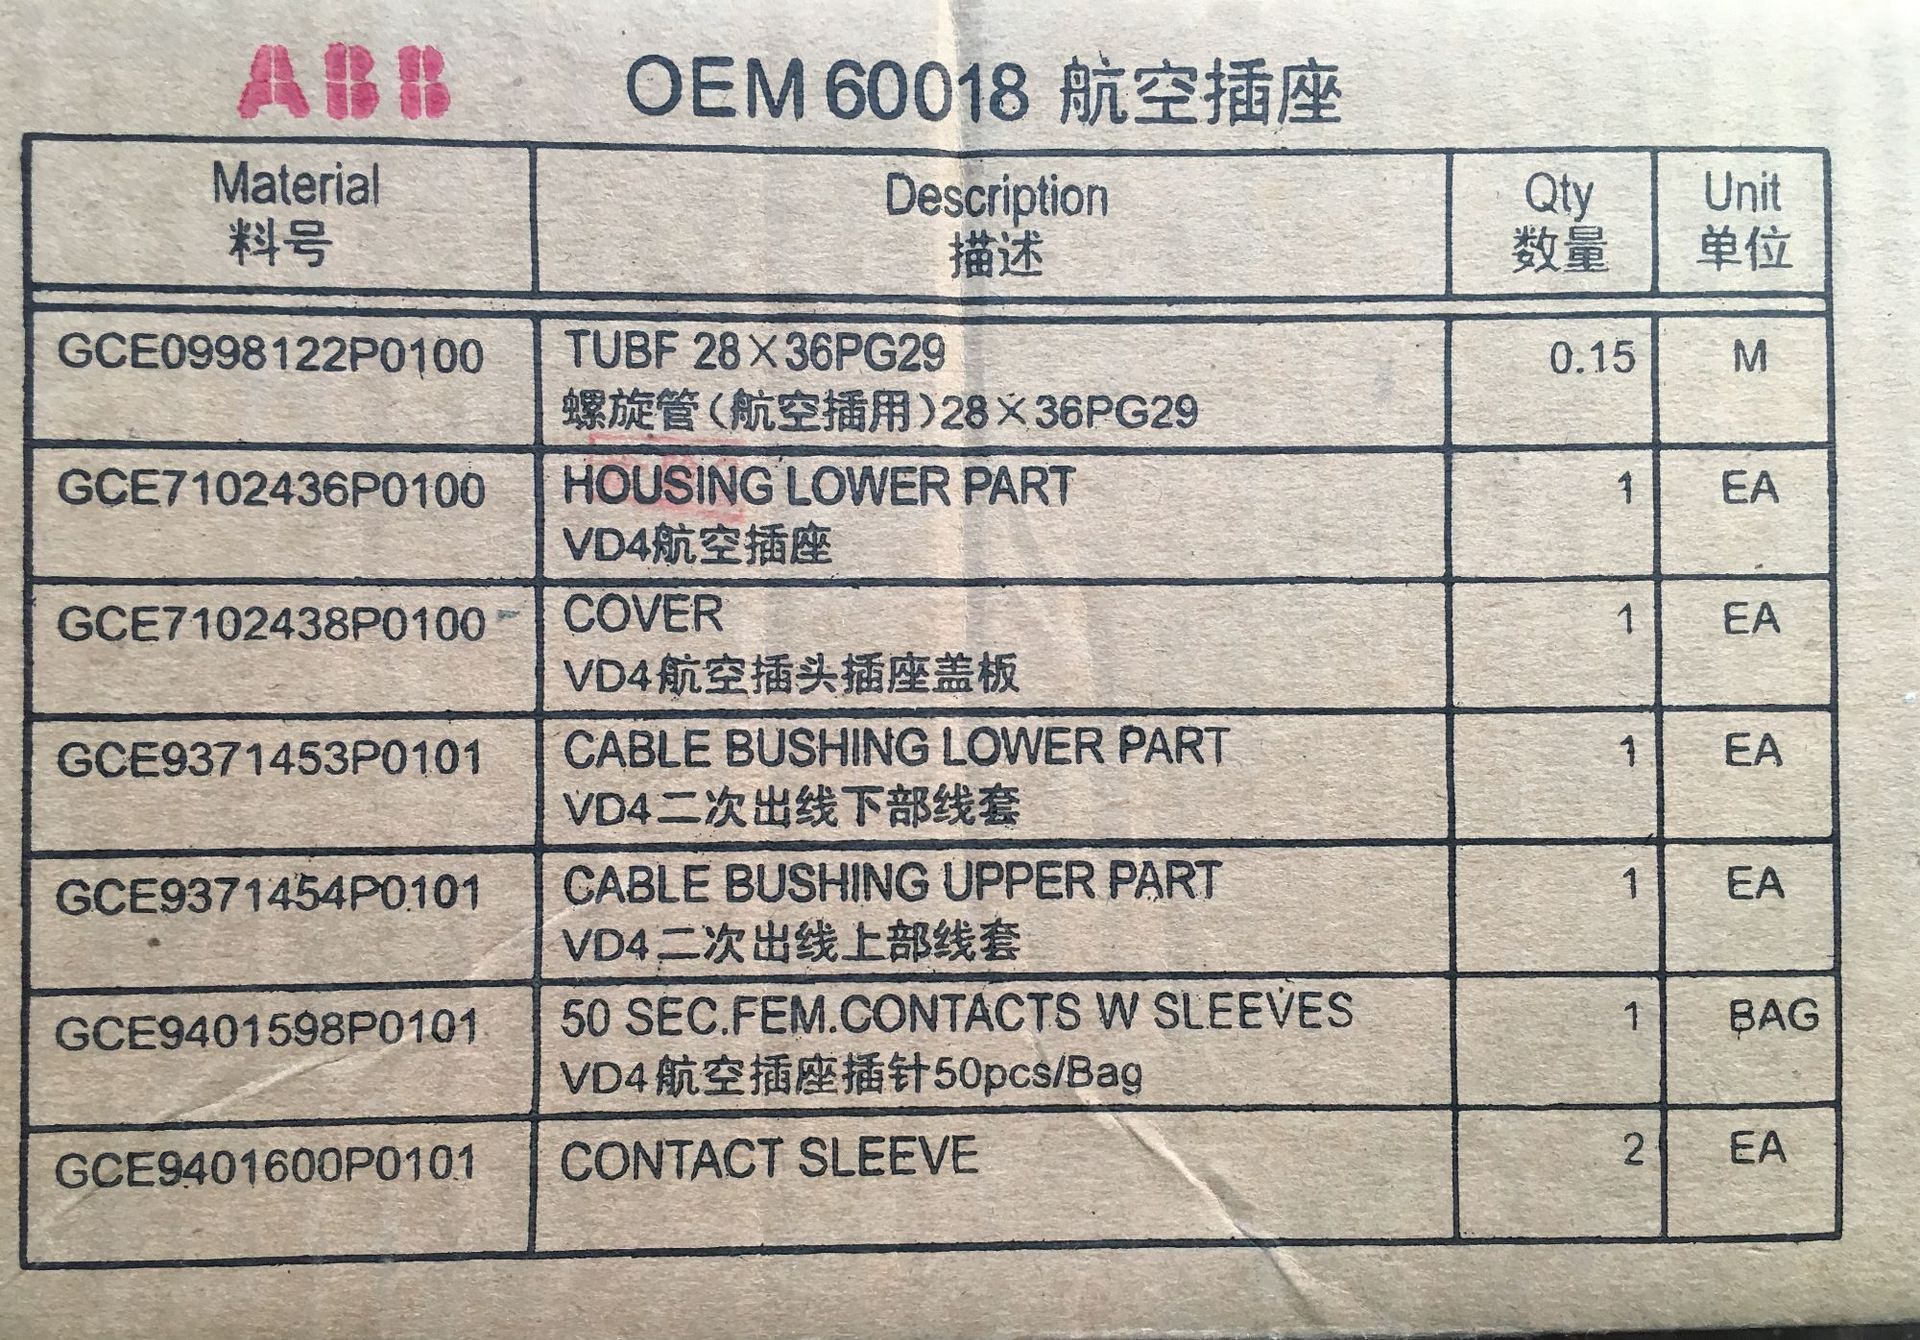 ABB OEM 60018 航空插座
Material Description Qty Unit
料号 描述 数量 单位
GCE0998122P0100 TUBF 28×36PG29 0.15 M
螺旋管(航空插用)28×36PG29
GCE7102436P0100 HOUSING LOWER PART 1 EA
VD4航空插座
GCE7102438P0100 COVER 1 EA
VD4航空插头插座盖板
GCE9371453P0101 CABLE BUSHING LOWER PART 1 EA
VD4二次出线下部线套
GCE9371454P0101 CABLE BUSHING UPPER PART 1 EA
VD4二次出线上部线套
GCE9401598P0101 50 SEC.FEM.CONTACTS W SLEEVES 1 BAG
VD4航空插座插针50pcs/Bag
GCE9401600P0101 CONTACT SLEEVE 2 EA